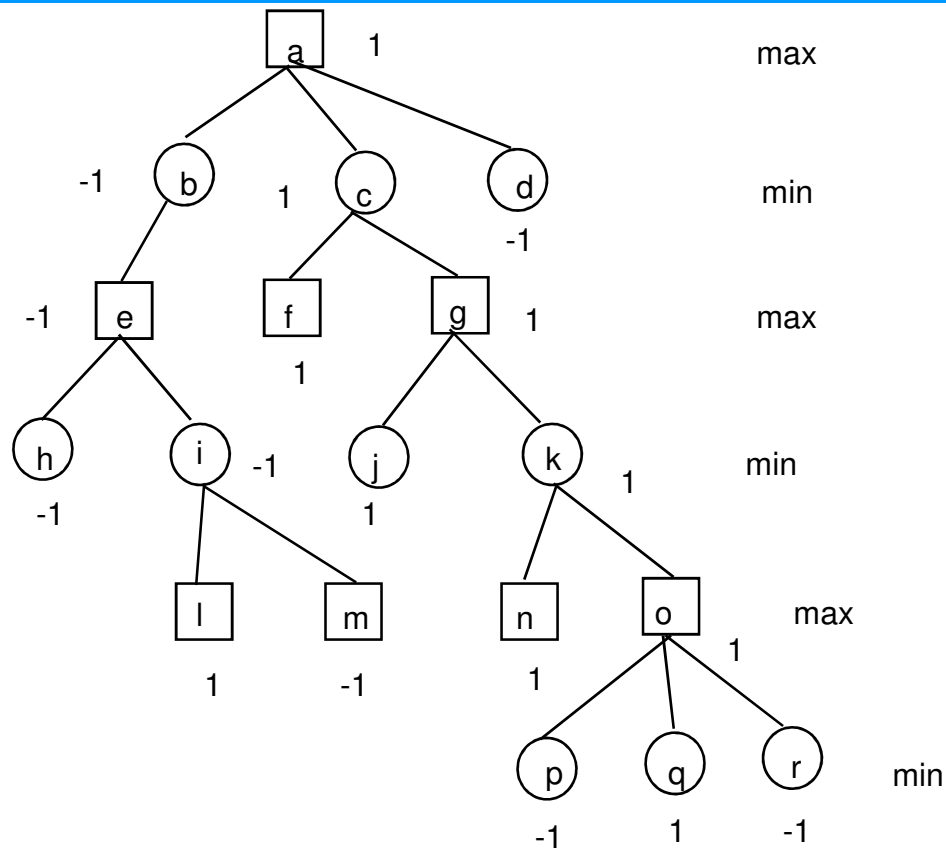 a 1 max
-1 b 1 c d min
-1
-1 e f g 1 max
1
h i -1 j k 1 min
-1 1
l m n o max
1
1 -1 1
p q r min
-1 1 -1